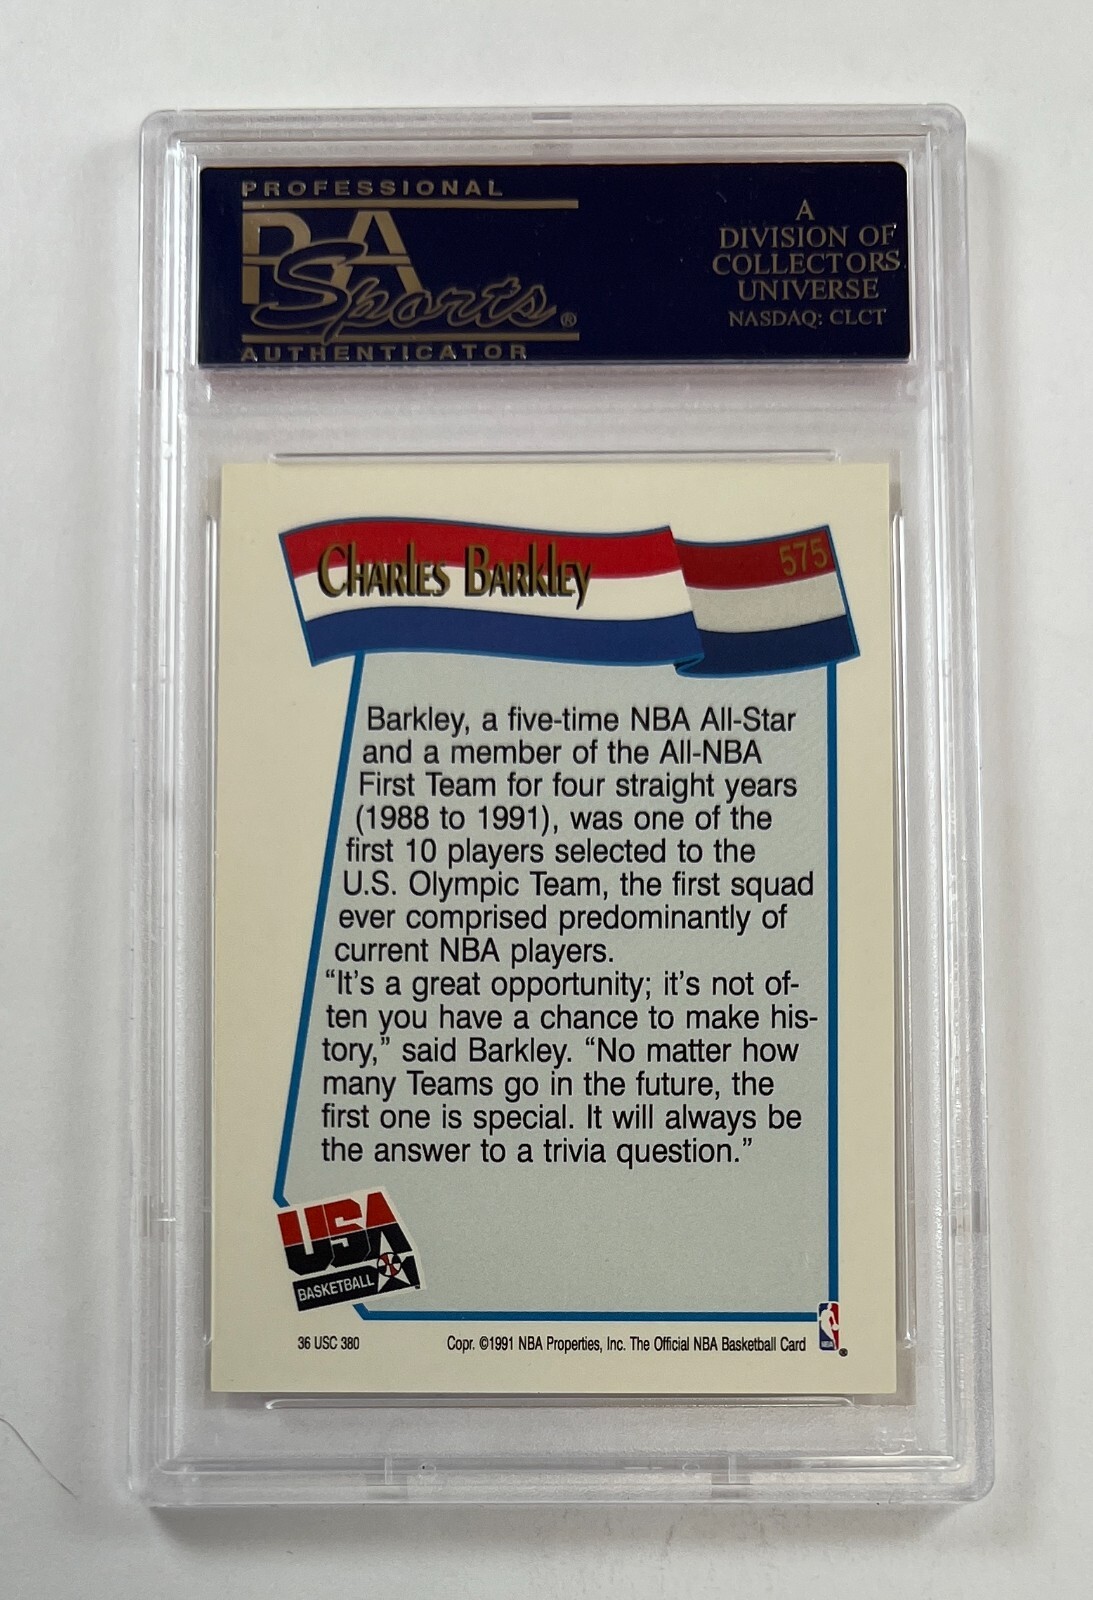 PROFESSIONAL
PSA
Sports®
AUTHENTICATOR
A
DIVISION OF
COLLECTORS
UNIVERSE
NASDAQ: CLCT
Charles Barkley
575
Barkley, a five-time NBA All-Star
and a member of the All-NBA
First Team for four straight years
(1988 to 1991), was one of the
first 10 players selected to the
U.S. Olympic Team, the first squad
ever comprised predominantly of
current NBA players.
“It's a great opportunity; it's not of-
ten you have a chance to make his-
tory,” said Barkley. “No matter how
many Teams go in the future, the
first one is special. It will always be
the answer to a trivia question.”
USA
BASKETBALL
36 USC 380
Copr. ©1991 NBA Properties, Inc. The Official NBA Basketball Card
NBA
®